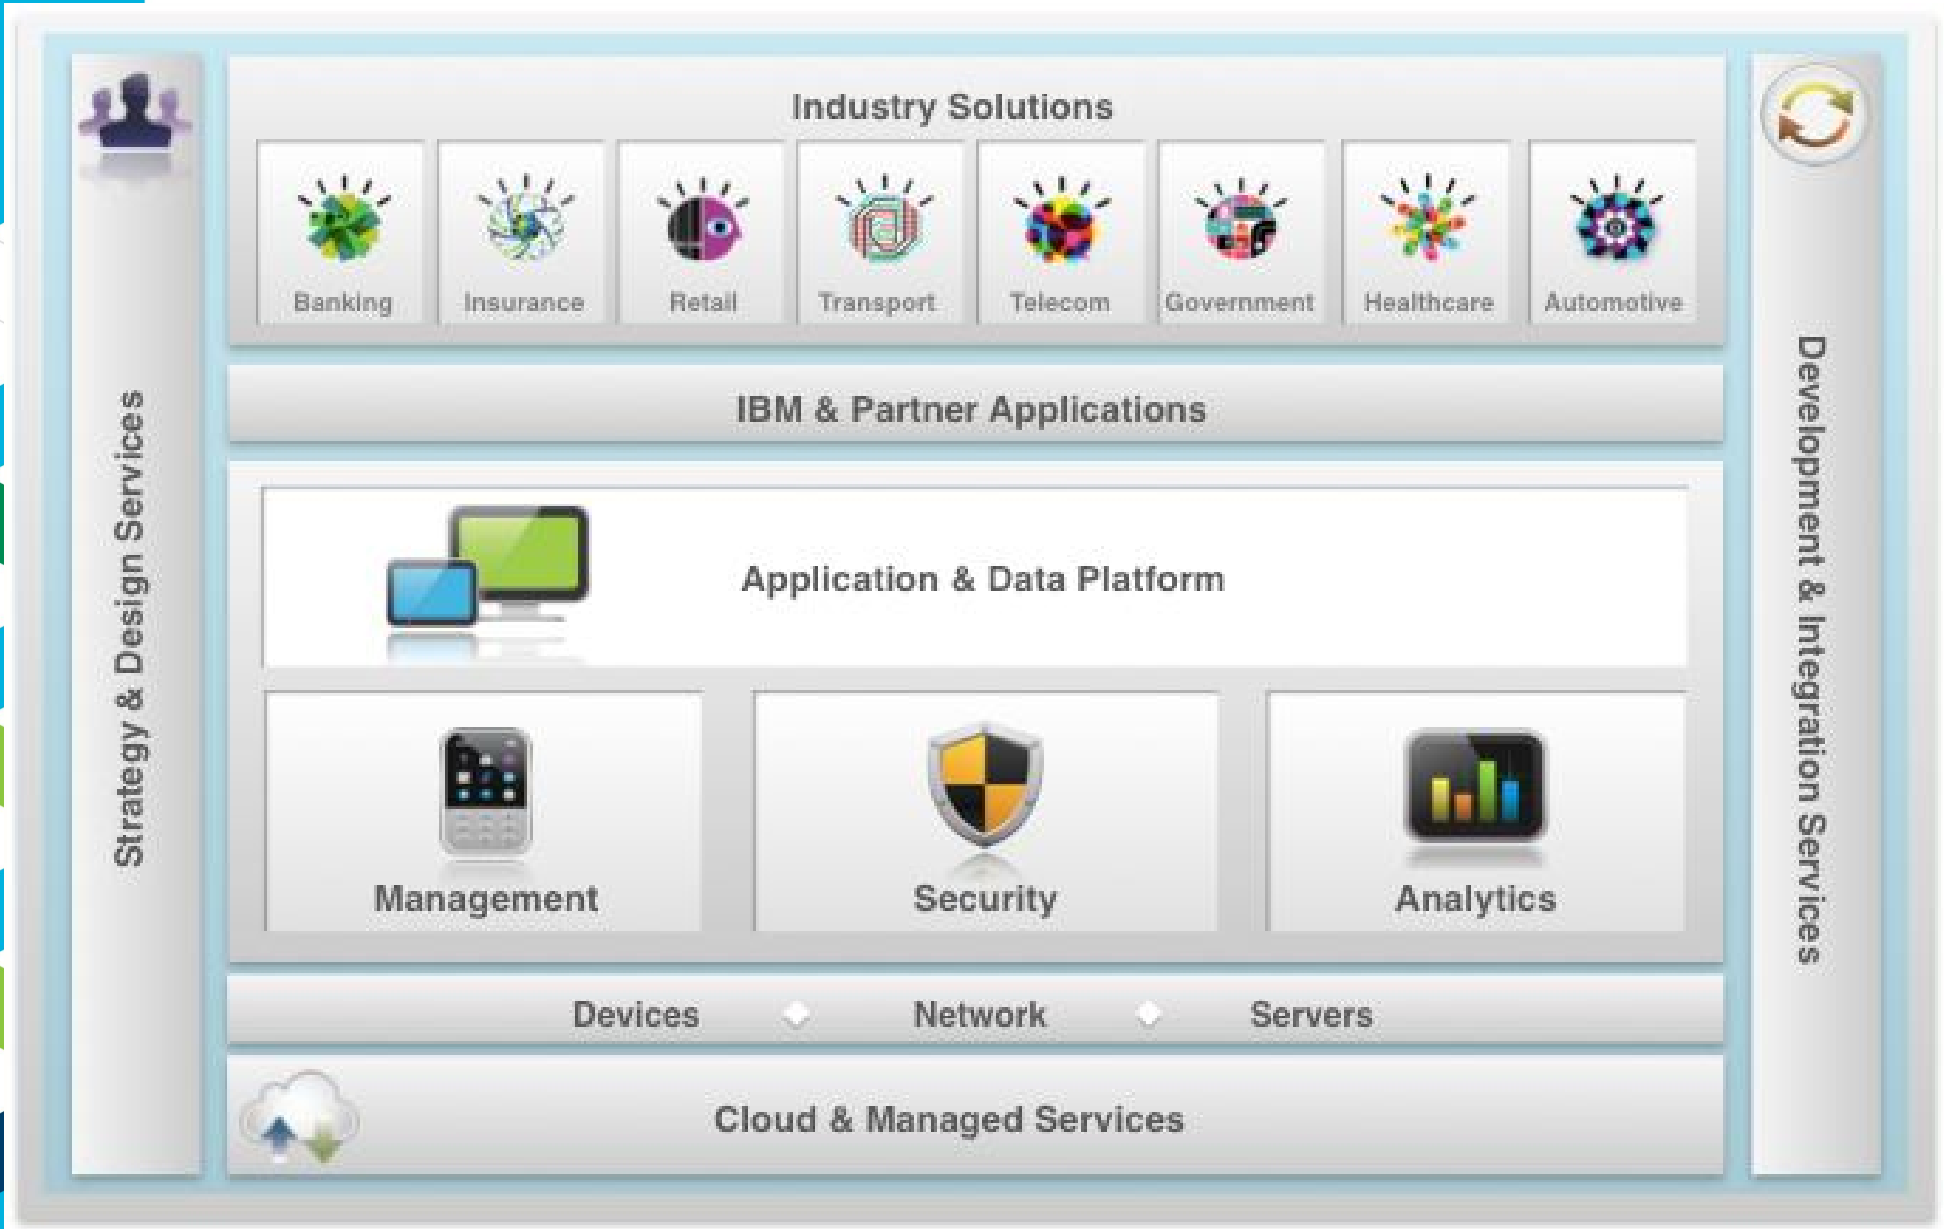 Industry Solutions
Banking
Insurance
Retail
Transport
Telecom
Government
Healthcare
Automotive
IBM & Partner Applications
Strategy & Design Services
Development & Integration Services
Application & Data Platform
Management
Security
Analytics
Devices
Network
Servers
Cloud & Managed Services